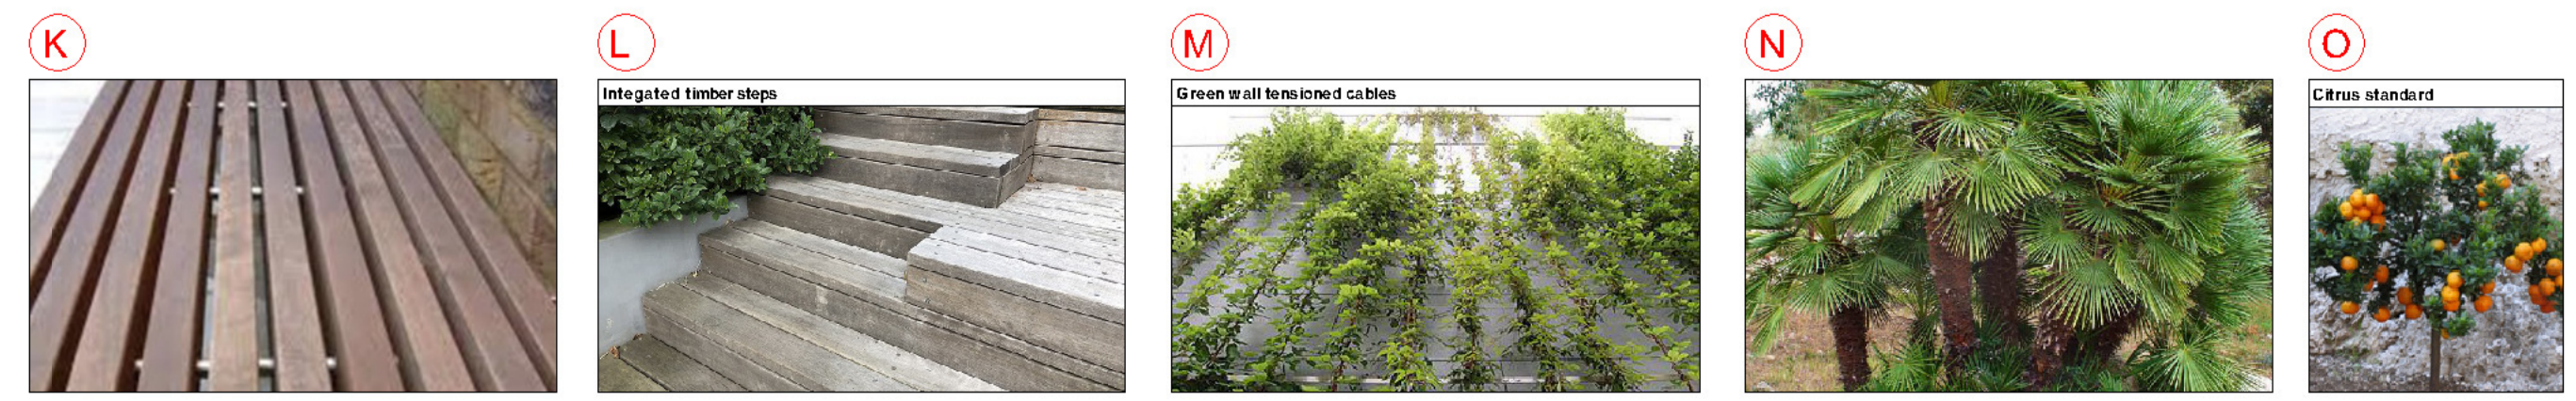 K
L
M
N
O
Integated timber steps
Green wall tensioned cables
Citrus standard